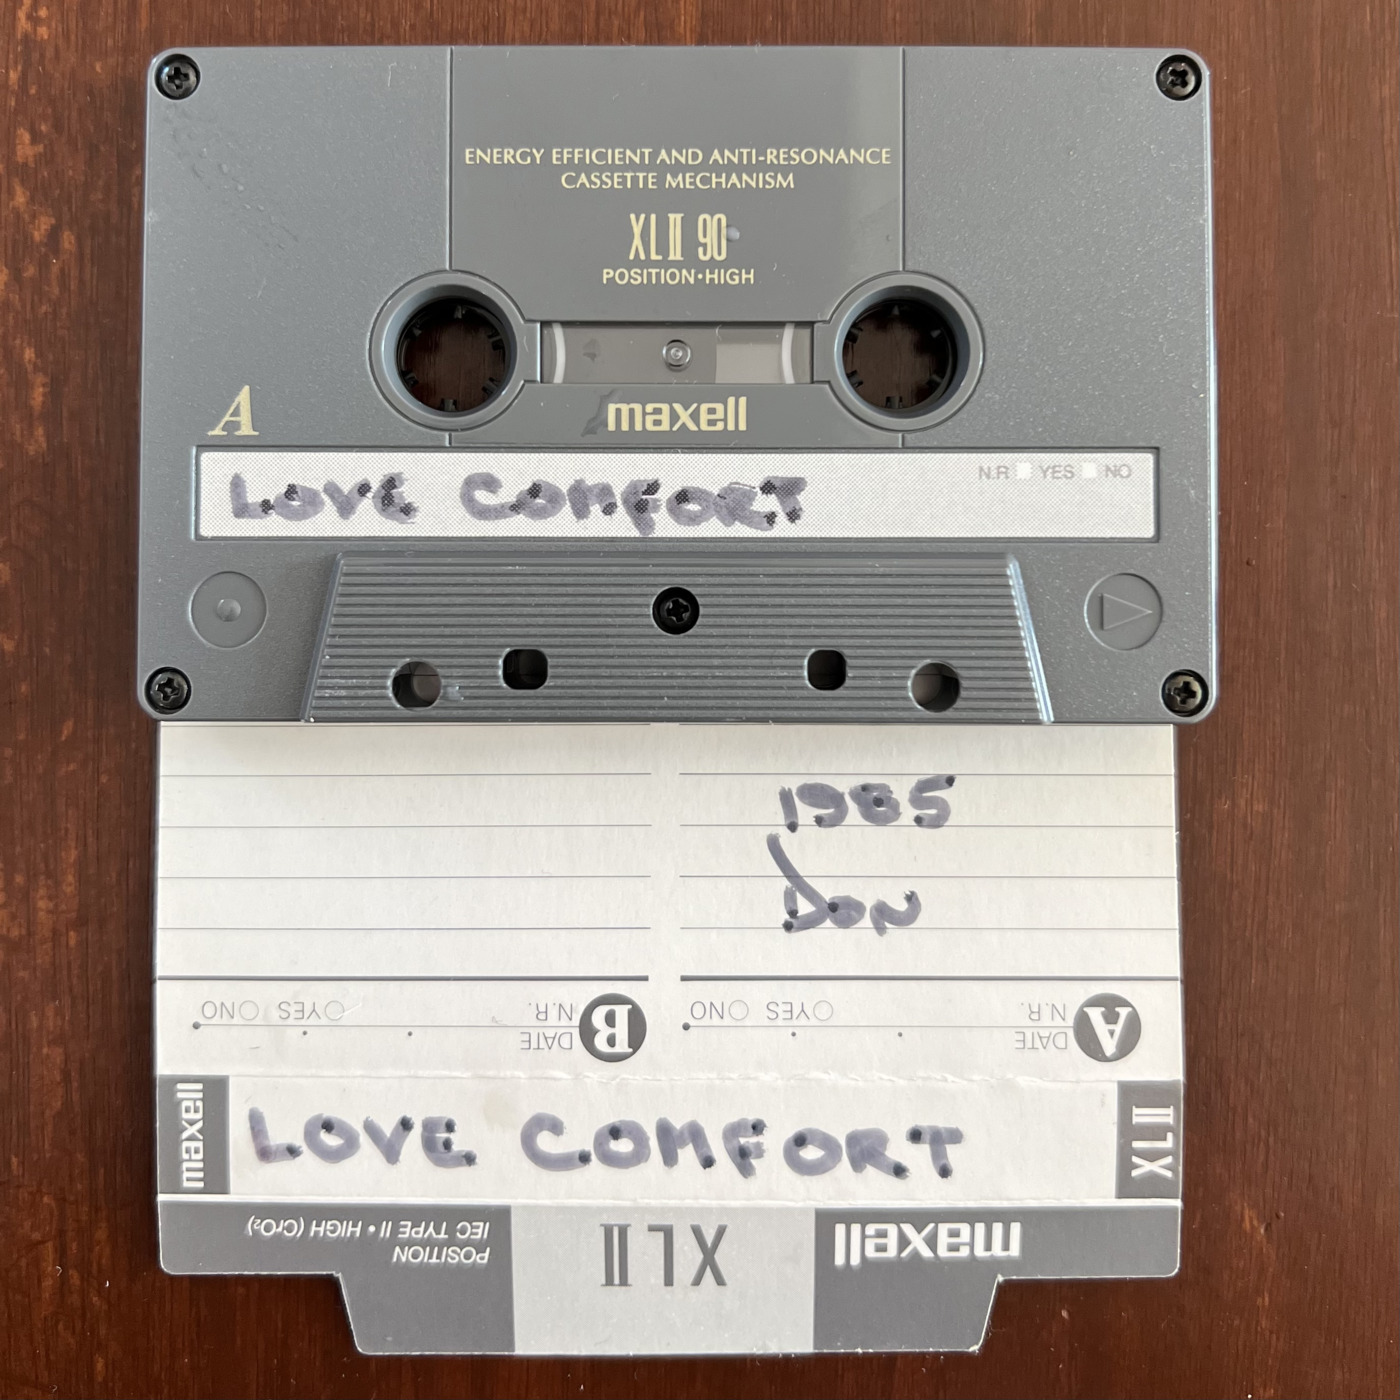 ENERGY EFFICIENT AND ANTI-RESONANCE
CASSETTE MECHANISM
XLII 90
POSITION·HIGH
maxell
A
N.R YES NO
LOVE COMFORT
1985
DON
B DATE
N.R. ○YES ○NO
A DATE
N.R. ○YES ○NO
maxell
LOVE COMFORT
XLII
maxell
XLII
POSITION
IEC TYPE II • HIGH (CrO₂)